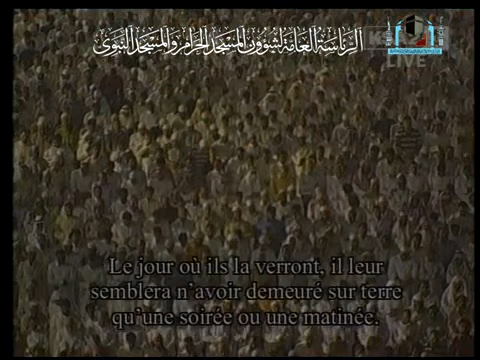 الرئاسة العامة لشؤون المسجد الحرام والمسجد النبوي
LIVE
Le jour où ils la verront, il leur
semblera n'avoir demeuré sur terre
qu'une soirée ou une matinée.